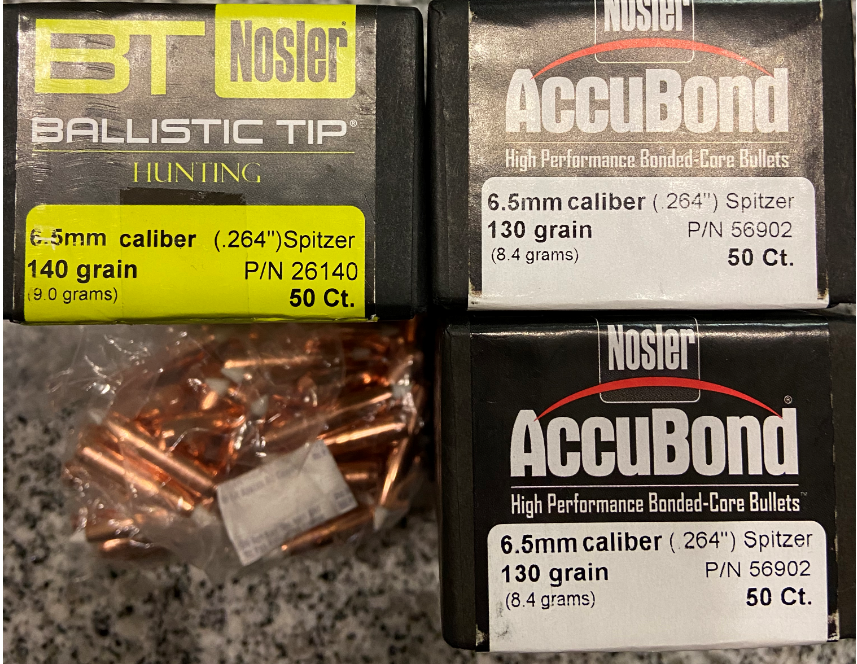 BT Nosler®
BALLISTIC TIP®
HUNTING
6.5mm caliber (.264")Spitzer
140 grain P/N 26140
(9.0 grams) 50 Ct.
Nosler
AccuBond
High Performance Bonded-Core Bullets
6.5mm caliber (.264") Spitzer
130 grain P/N 56902
(8.4 grams) 50 Ct.
Nosler
AccuBond®
High Performance Bonded-Core Bullets™
6.5mm caliber (.264") Spitzer
130 grain P/N 56902
(8.4 grams) 50 Ct.